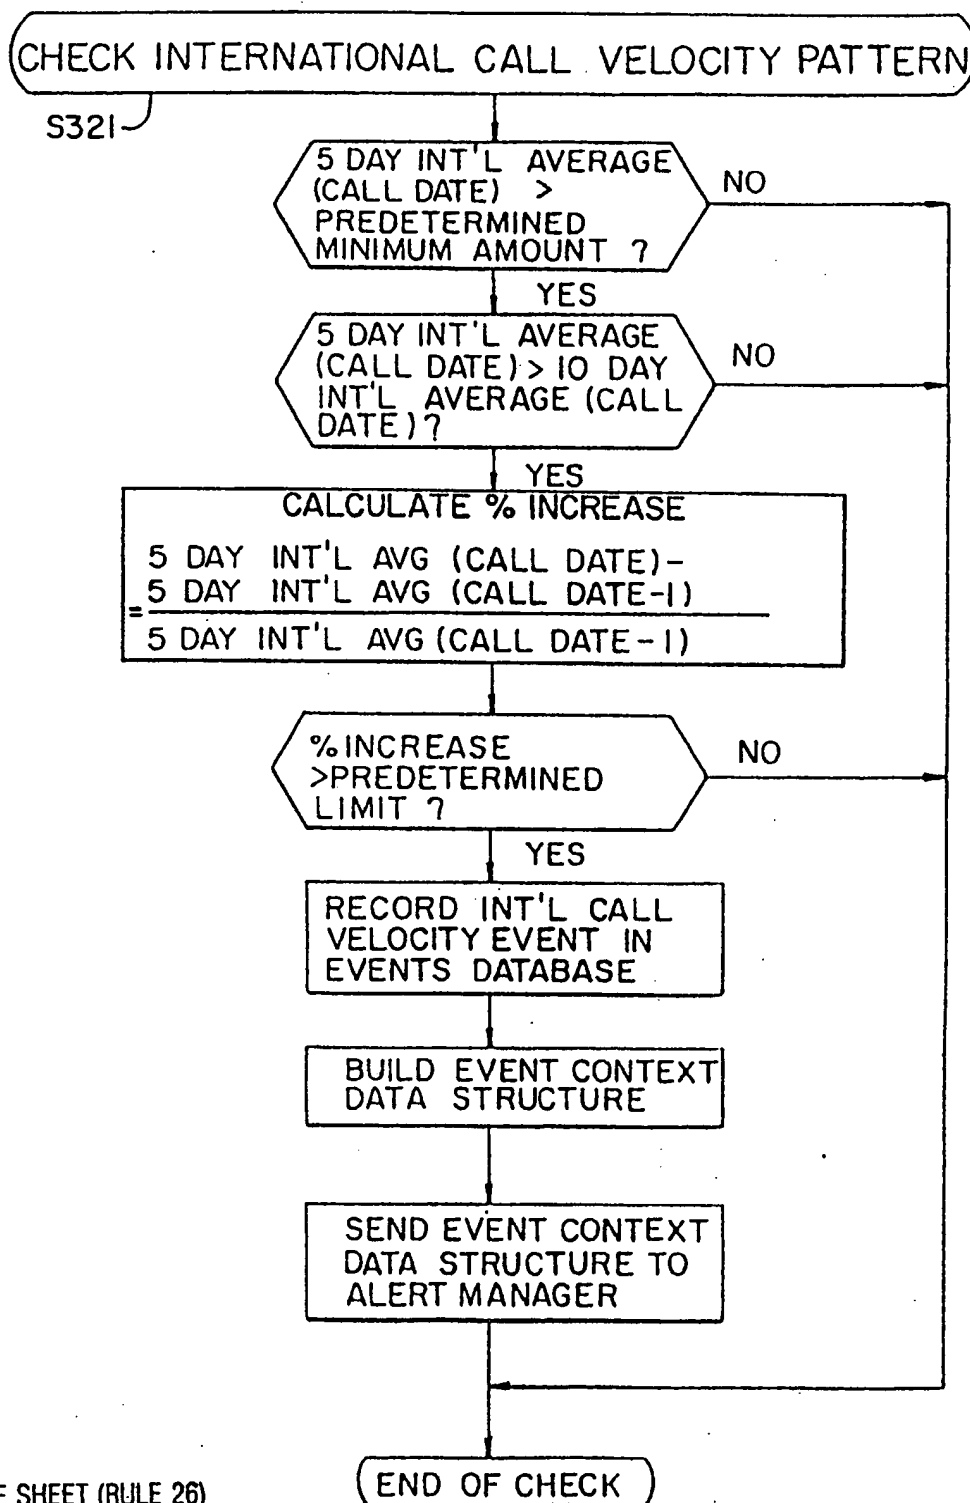 CHECK INTERNATIONAL CALL VELOCITY PATTERN
S321
5 DAY INT'L AVERAGE
(CALL DATE) >
PREDETERMINED
MINIMUM AMOUNT ?
NO
YES
5 DAY INT'L AVERAGE
(CALL DATE) > 10 DAY
INT'L AVERAGE (CALL
DATE) ?
NO
YES
CALCULATE % INCREASE
5 DAY INT'L AVG (CALL DATE) -
5 DAY INT'L AVG (CALL DATE-1)
=
5 DAY INT'L AVG (CALL DATE-1)
% INCREASE
>PREDETERMINED
LIMIT ?
NO
YES
RECORD INT'L CALL
VELOCITY EVENT IN
EVENTS DATABASE
BUILD EVENT CONTEXT
DATA STRUCTURE
SEND EVENT CONTEXT
DATA STRUCTURE TO
ALERT MANAGER
END OF CHECK
SHEET (RULE 26)